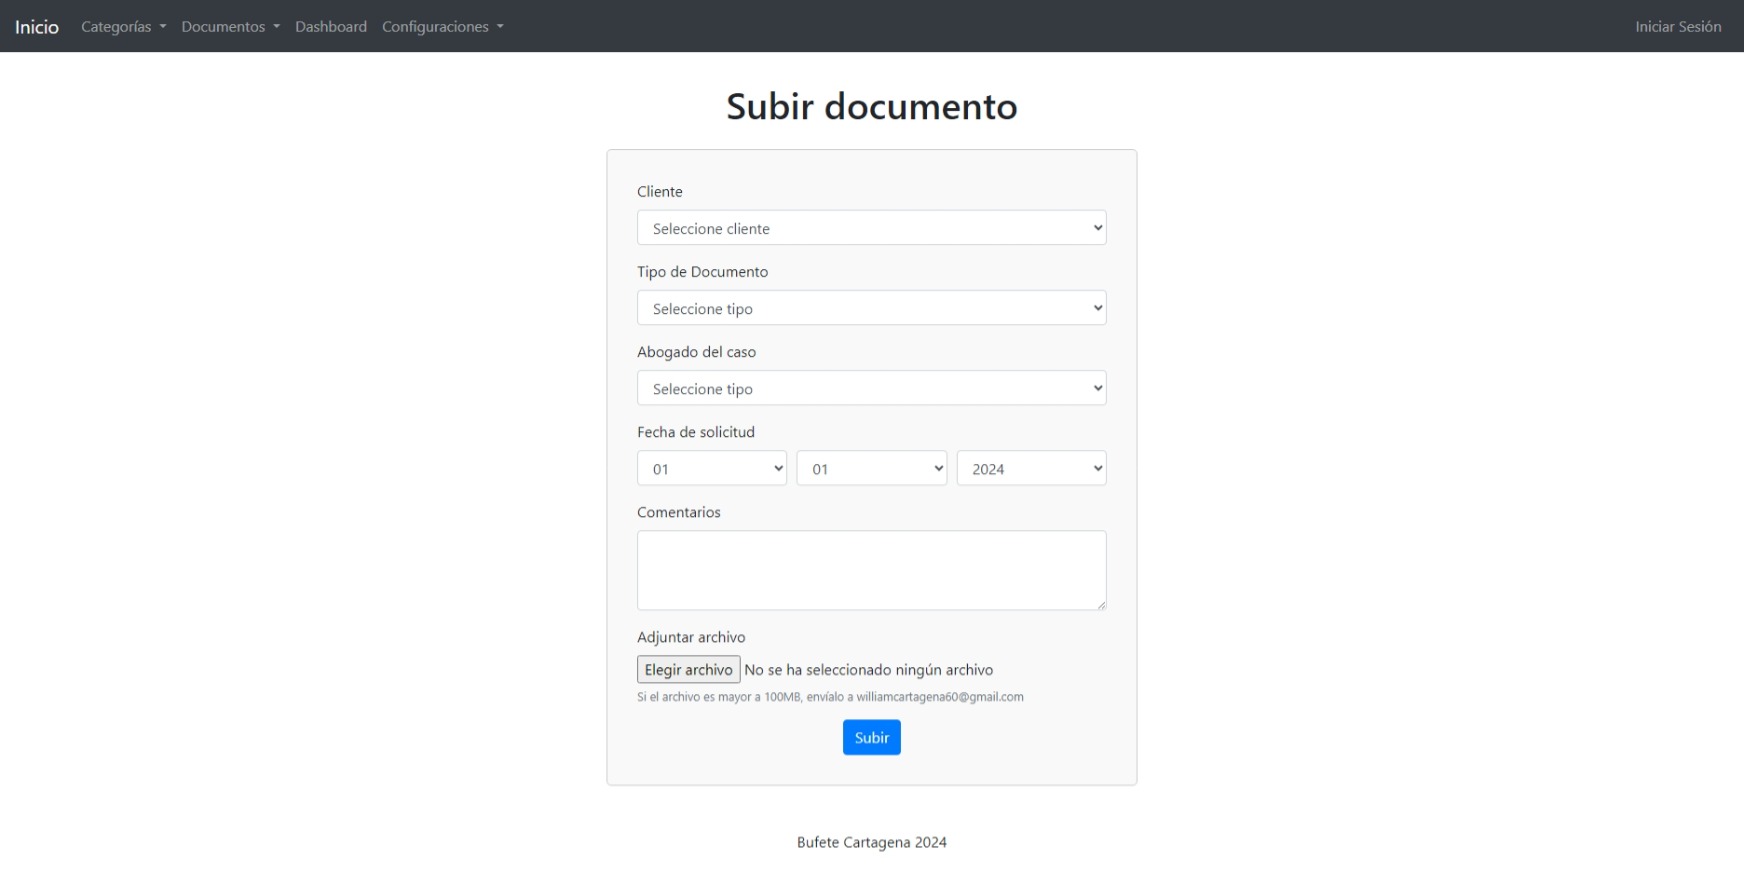 Inicio Categorías Documentos Dashboard Configuraciones Iniciar Sesión
Subir documento
Cliente
Seleccione cliente
Tipo de Documento
Seleccione tipo
Abogado del caso
Seleccione tipo
Fecha de solicitud
01 01 2024
Comentarios
Adjuntar archivo
Elegir archivo No se ha seleccionado ningún archivo
Si el archivo es mayor a 100MB, envíalo a williamcartagena60@gmail.com
Subir
Bufete Cartagena 2024